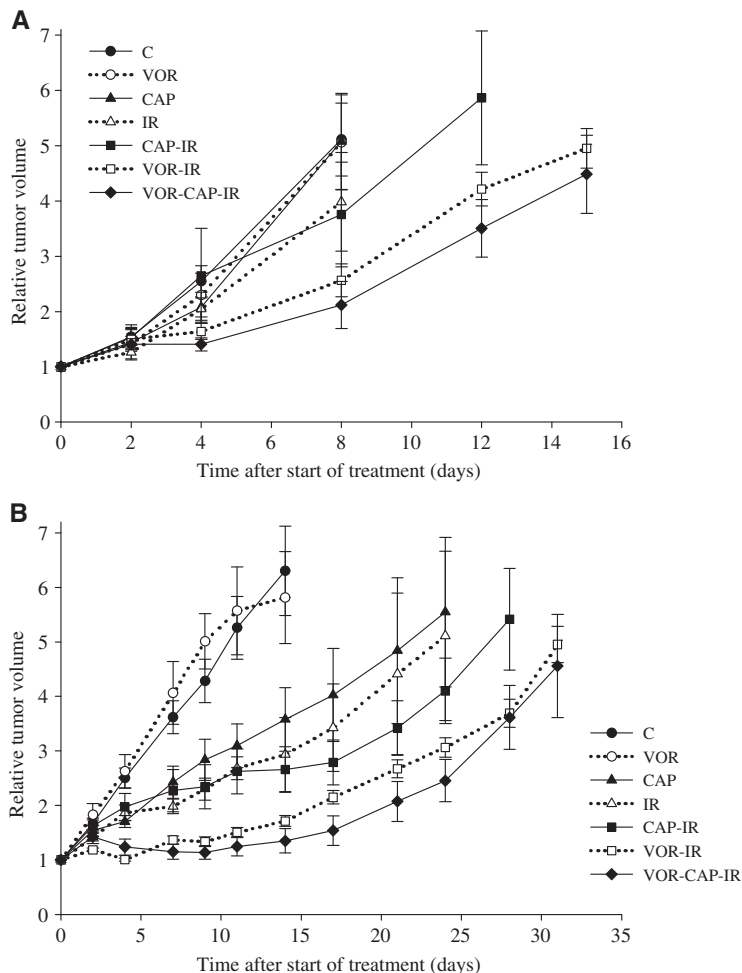 A
7
6
5
4
3
2
1
0
Relative tumor volume
C
VOR
CAP
IR
CAP-IR
VOR-IR
VOR-CAP-IR
0 2 4 6 8 10 12 14 16
Time after start of treatment (days)
B
7
6
5
4
3
2
1
0
Relative tumor volume
C
VOR
CAP
IR
CAP-IR
VOR-IR
VOR-CAP-IR
0 5 10 15 20 25 30 35
Time after start of treatment (days)